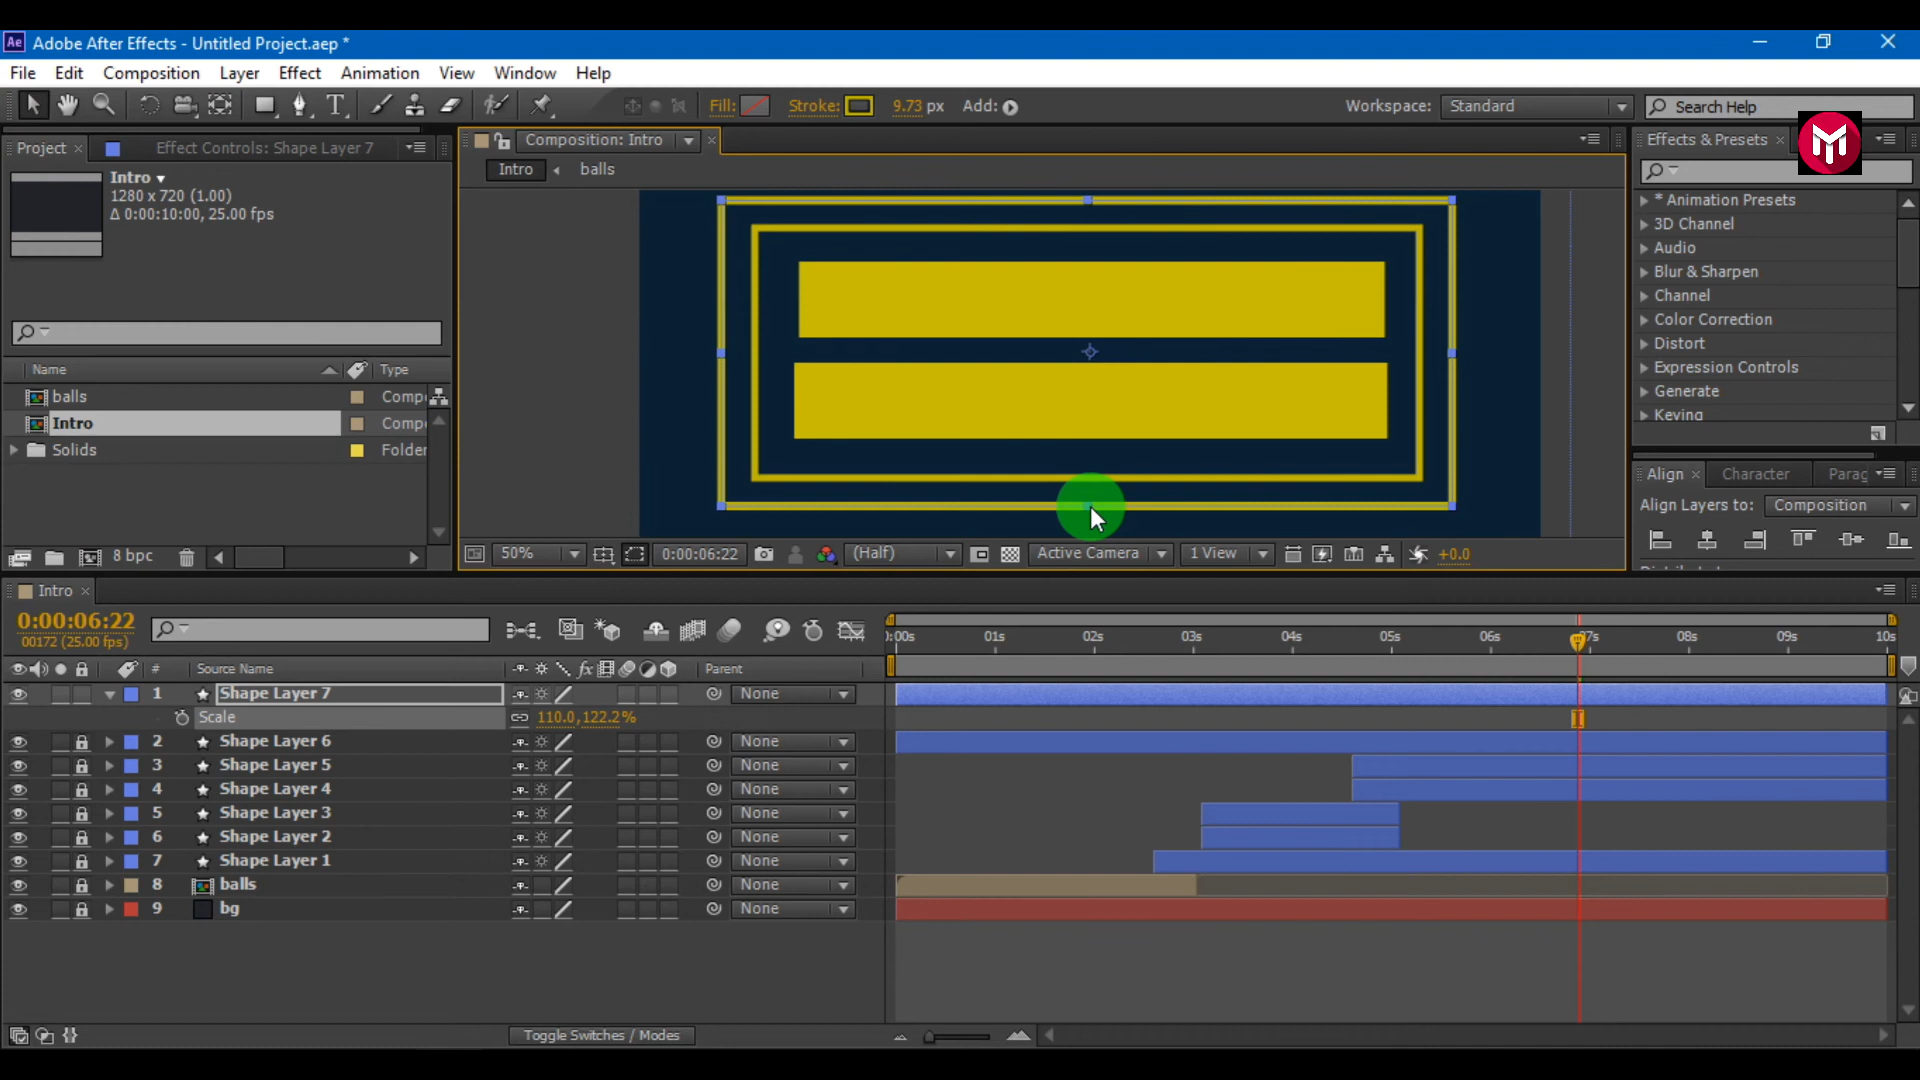 Ae Adobe After Effects - Untitled Project.aep *
File Edit Composition Layer Effect Animation View Window Help
Fill: Stroke: 9.73 px Add: Workspace: Standard Search Help
Project × Effect Controls: Shape Layer 7 Composition: Intro × Effects & Presets ×
Intro balls
Intro
1280 x 720 (1.00)
Δ 0:00:10:00, 25.00 fps
* Animation Presets
3D Channel
Audio
Blur & Sharpen
Channel
Color Correction
Distort
Expression Controls
Generate
Keying
Name Type
balls Comp
Intro Comp
Solids Folder
Align × Character Parag
Align Layers to: Composition
8 bpc 50% 0:00:06:22 (Half) Active Camera 1 View +0.0
Intro ×
0:00:06:22
00172 (25.00 fps)
:00s 01s 02s 03s 04s 05s 06s 07s 08s 09s 10s
# Source Name fx Parent
1 Shape Layer 7 None
Scale 110.0,122.2%
2 Shape Layer 6 None
3 Shape Layer 5 None
4 Shape Layer 4 None
5 Shape Layer 3 None
6 Shape Layer 2 None
7 Shape Layer 1 None
8 balls None
9 bg None
Toggle Switches / Modes